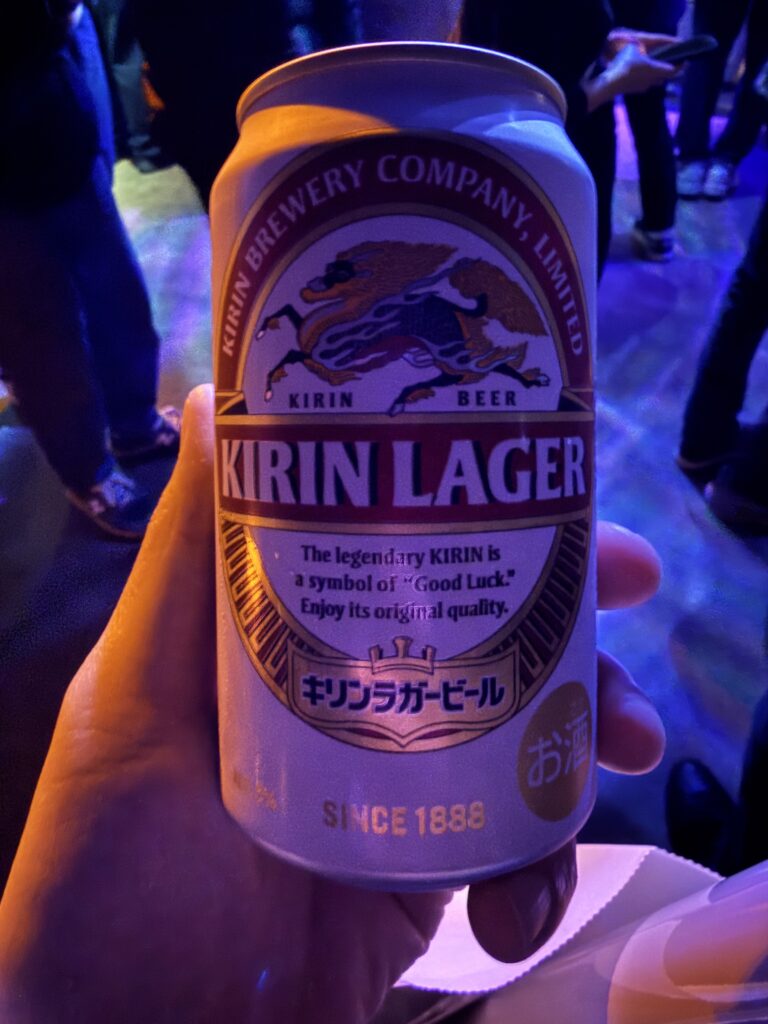 KIRIN BREWERY COMPANY, LIMITED
KIRIN BEER
KIRIN LAGER
The legendary KIRIN is
a symbol of "Good Luck."
Enjoy its original quality.
キリンラガービール
お酒
SINCE 1888